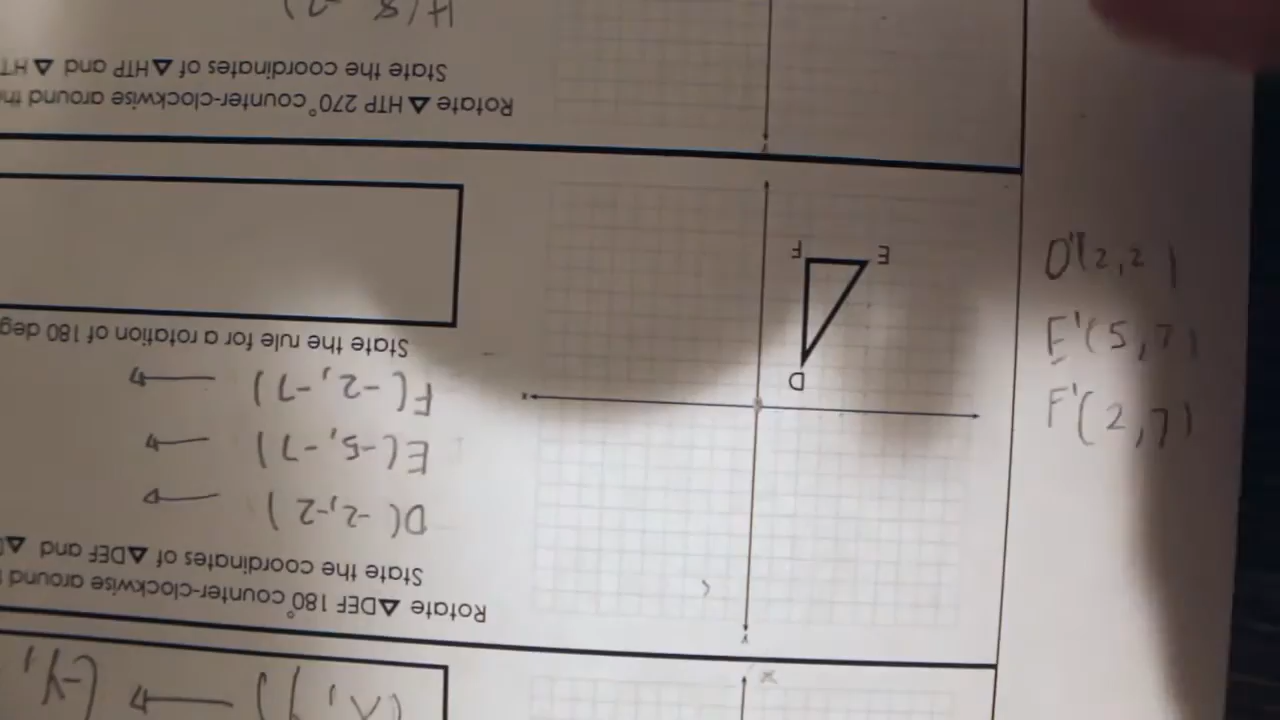 (x, y) → (-y,
Rotate △DEF 180° counter-clockwise around
State the coordinates of △DEF and △
D(-2,-2) →
E(-5,-7) →
F(-2,-7) →
State the rule for a rotation of 180 deg
y
x
D
E
F
D'(2,2)
E'(5,7)
F'(2,7)
Rotate △ HTP 270° counter-clockwise around th
State the coordinates of △HTP and △ HT
H(8 -2)